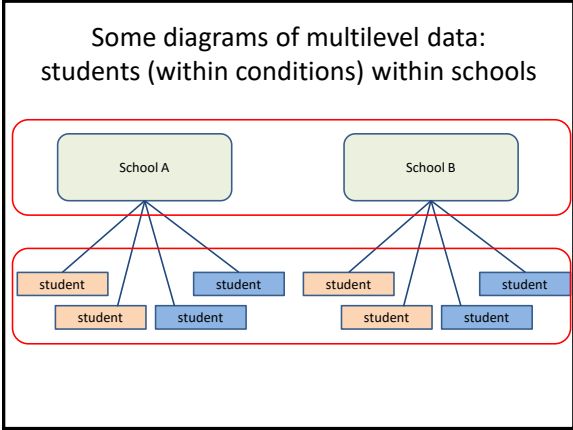 Some diagrams of multilevel data:
students (within conditions) within schools
School A
School B
student
student
student
student
student
student
student
student